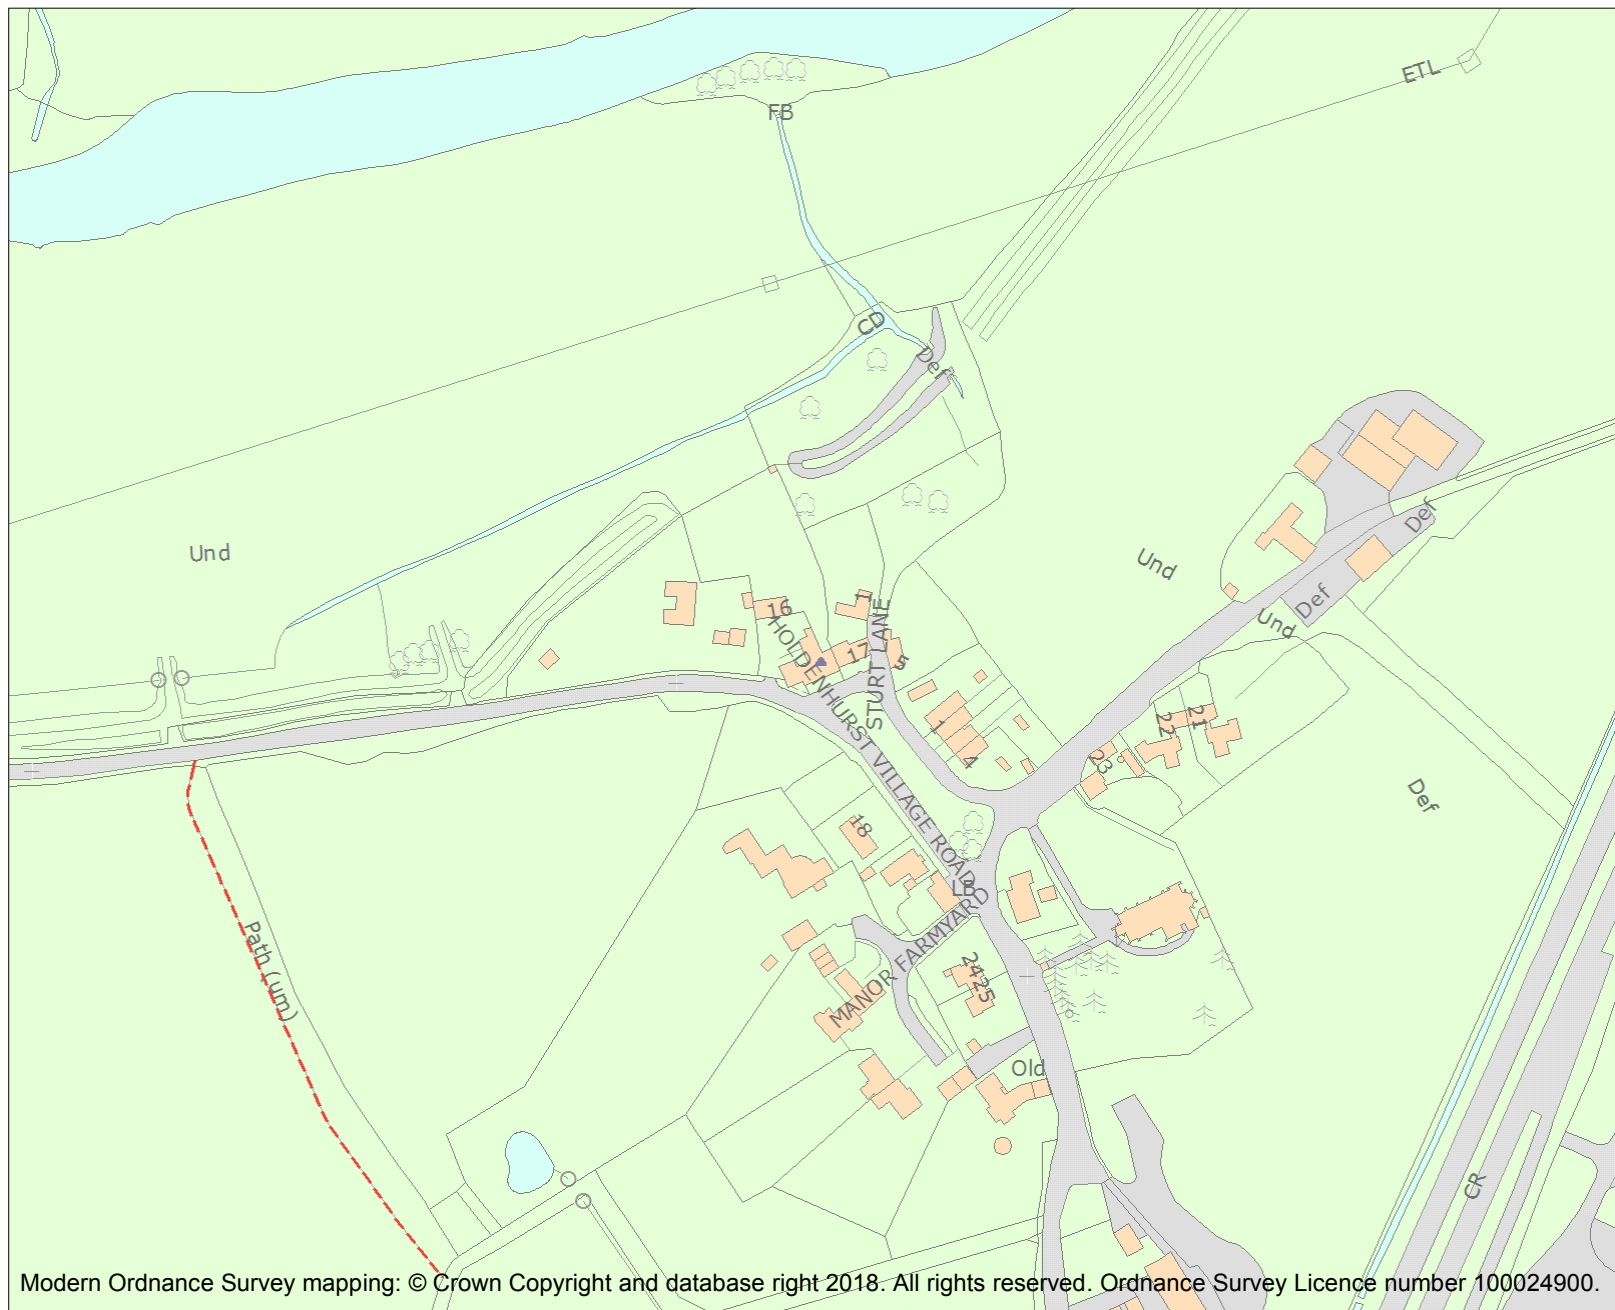 ETL
FB
CD
Def
Und
Und
Def
Def
Und
16
1
HOLDENHURST VILLAGE ROAD
17
STURT LANE
5
1
4
22
21
23
Def
18
LB
MANOR FARMYARD
Path (um)
24
25
Old
CR
Modern Ordnance Survey mapping: © Crown Copyright and database right 2018. All rights reserved. Ordnance Survey Licence number 100024900.